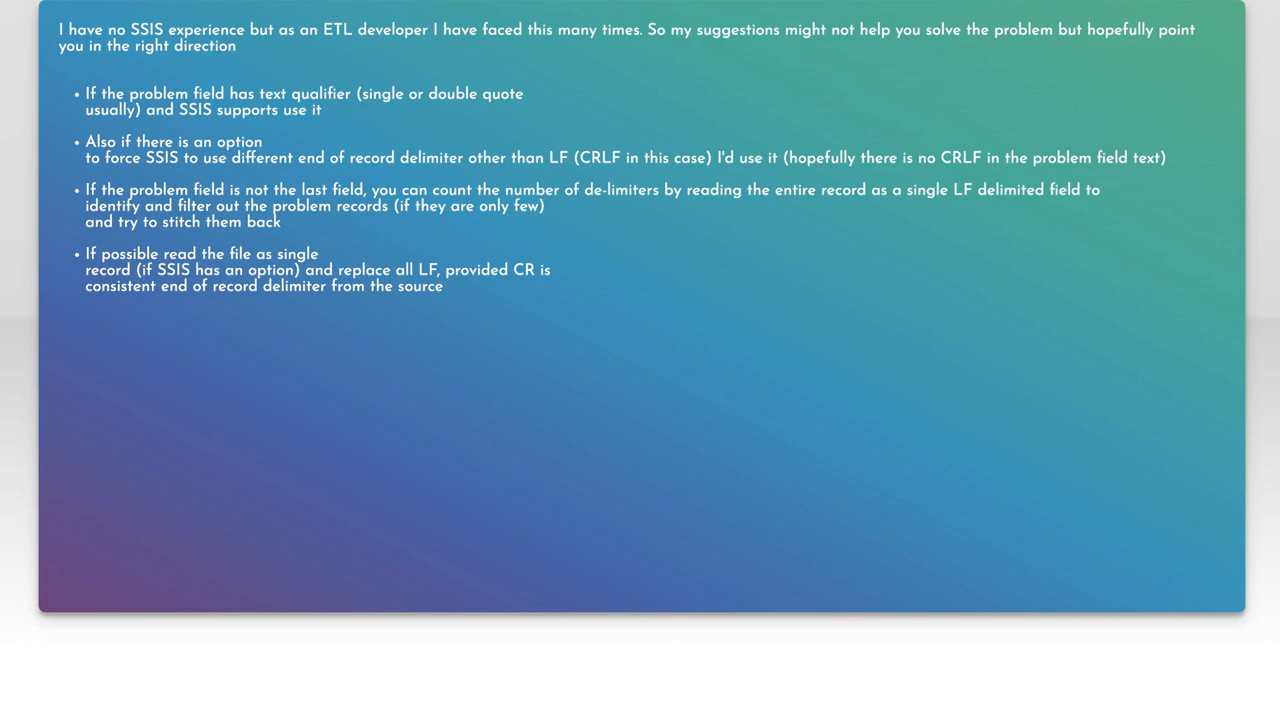 I have no SSIS experience but as an ETL developer I have faced this many times. So my suggestions might not help you solve the problem but hopefully point
you in the right direction
• If the problem field has text qualifier (single or double quote
usually) and SSIS supports use it
• Also if there is an option
to force SSIS to use different end of record delimiter other than LF (CRLF in this case) I'd use it (hopefully there is no CRLF in the problem field text)
• If the problem field is not the last field, you can count the number of de-limiters by reading the entire record as a single LF delimited field to
identify and filter out the problem records (if they are only few)
and try to stitch them back
• If possible read the file as single
record (if SSIS has an option) and replace all LF, provided CR is
consistent end of record delimiter from the source